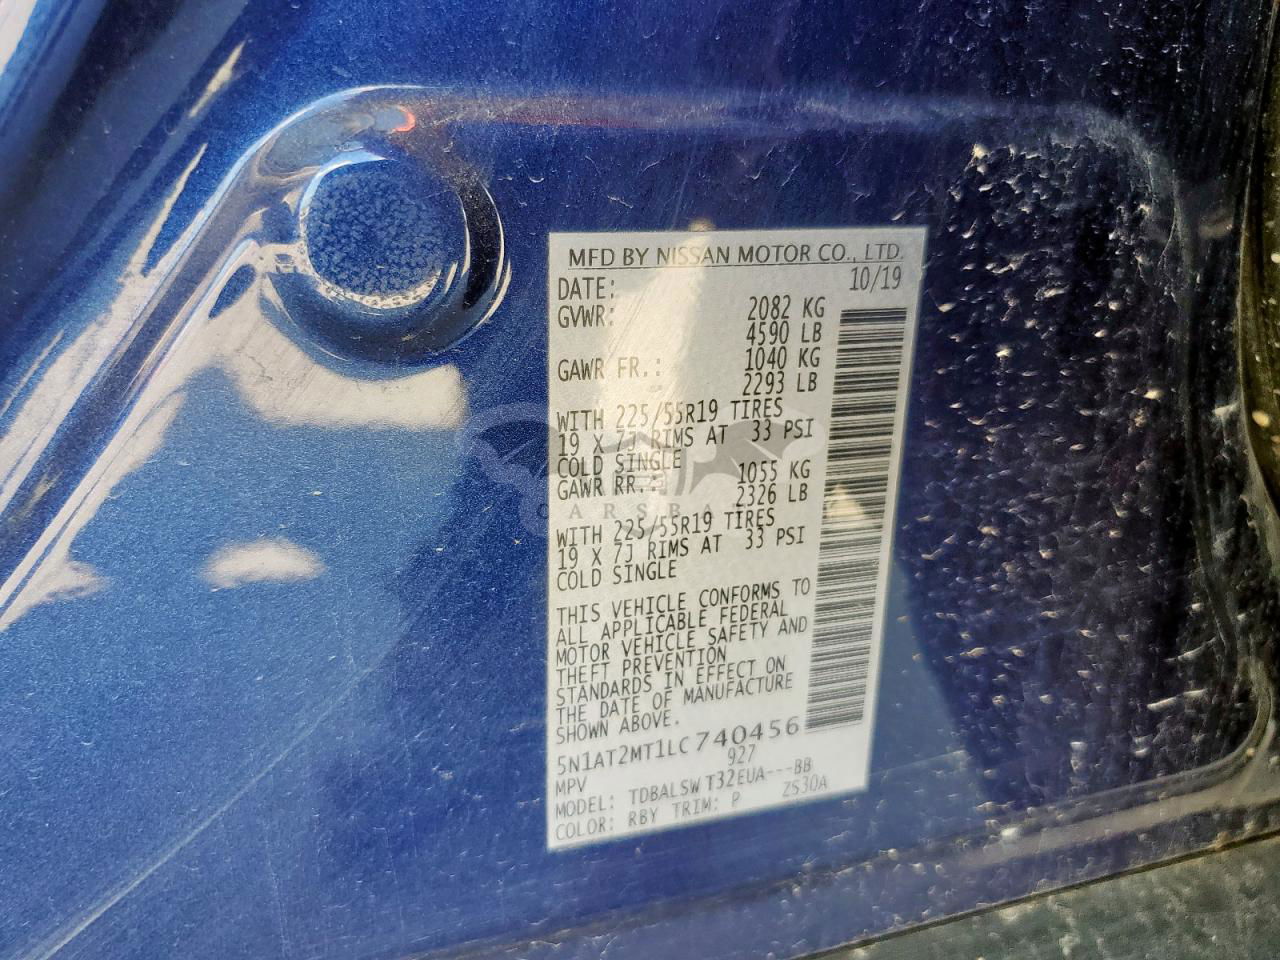 MFD BY NISSAN MOTOR CO., LTD.
DATE: 10/19
GVWR: 2082 KG
4590 LB
GAWR FR.: 1040 KG
2293 LB
WITH 225/55R19 TIRES
19 X 7J RIMS AT 33 PSI
COLD SINGLE
GAWR RR.: 1055 KG
2326 LB
WITH 225/55R19 TIRES
19 X 7J RIMS AT 33 PSI
COLD SINGLE
THIS VEHICLE CONFORMS TO
ALL APPLICABLE FEDERAL
MOTOR VEHICLE SAFETY AND
THEFT PREVENTION
STANDARDS IN EFFECT ON
THE DATE OF MANUFACTURE
SHOWN ABOVE.
5N1AT2MT1LC740456
MPV 927
MODEL: TDBALSW T32EUA---BB
COLOR: RBY TRIM: P ZS30A